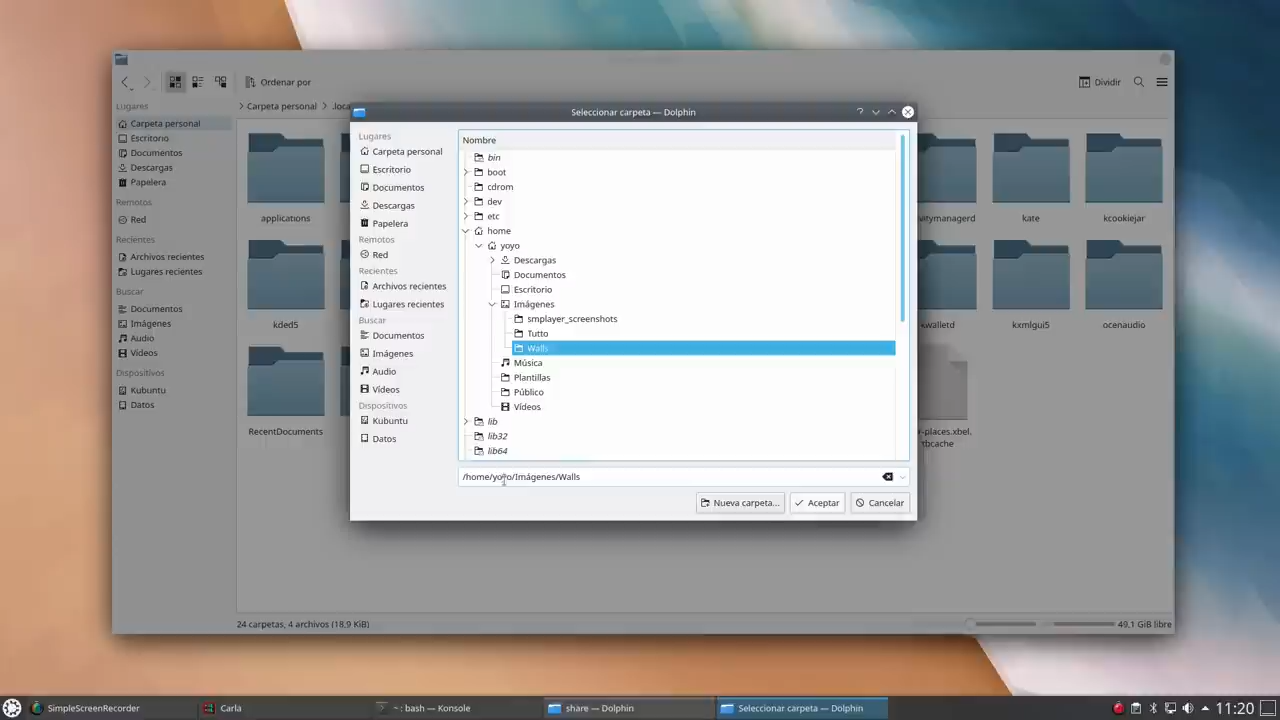 Ordenar por
Dividir
Lugares
Carpeta personal
Escritorio
Documentos
Descargas
Papelera
Remotos
Red
Recientes
Archivos recientes
Lugares recientes
Buscar
Documentos
Imágenes
Audio
Vídeos
Dispositivos
Kubuntu
Datos
Carpeta personal
applications
kate
kcookiejar
kded5
kxmlgui5
ocenaudio
RecentDocuments
24 carpetas, 4 archivos (18,9 KiB)
49,1 GiB libre
Seleccionar carpeta — Dolphin
Lugares
Carpeta personal
Escritorio
Documentos
Descargas
Papelera
Remotos
Red
Recientes
Archivos recientes
Lugares recientes
Buscar
Documentos
Imágenes
Audio
Vídeos
Dispositivos
Kubuntu
Datos
Nombre
bin
boot
cdrom
dev
etc
home
yoyo
Descargas
Documentos
Escritorio
Imágenes
smplayer_screenshots
Tutto
Walls
Música
Plantillas
Público
Vídeos
lib
lib32
lib64
/home/yoyo/Imágenes/Walls
Nueva carpeta...
Aceptar
Cancelar
SimpleScreenRecorder
Carla
~ : bash — Konsole
share — Dolphin
Seleccionar carpeta — Dolphin
11:20